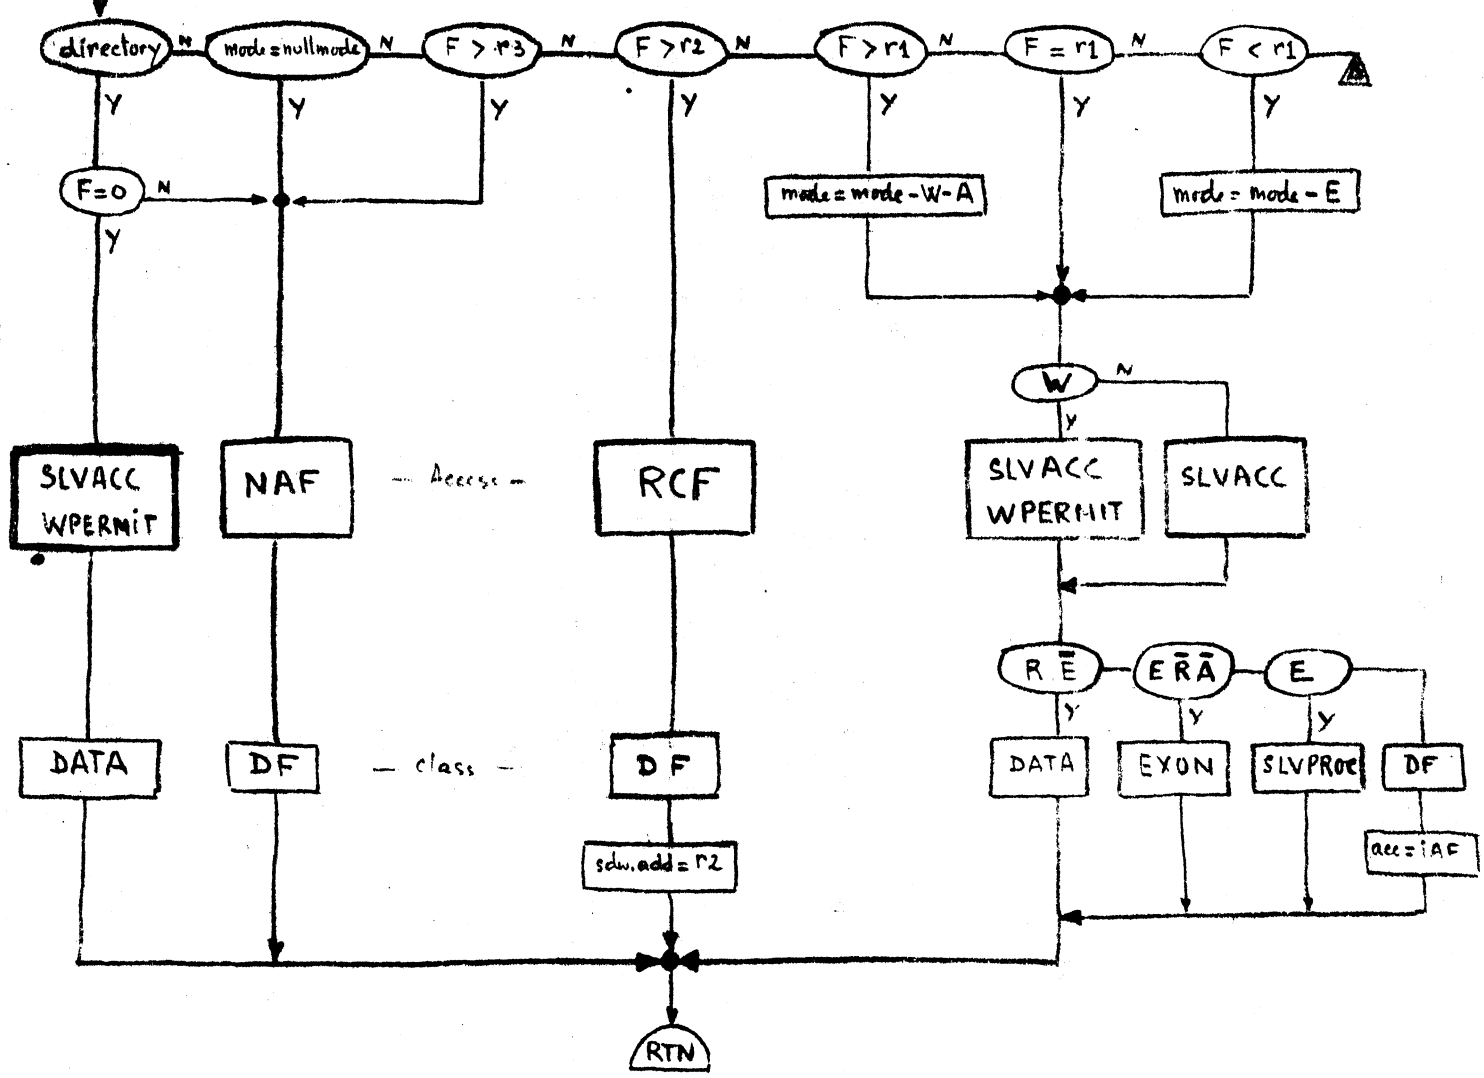 directory N mode=nullmode N F > r3 N F > r2 N F > r1 N F = r1 N F < r1
Y Y Y Y Y Y Y
F=0 N mode = mode - W - A mode = mode - E
Y
W N
Y
SLVACC
WPERMIT
NAF
- Access -
RCF
SLVACC
WPERMIT
SLVACC
R E̅ E R̅ A̅ E
Y Y Y
DATA DF - class - DF DATA EXON SLVPROC DF
sdw.add = r2 acc = iAF
RTN